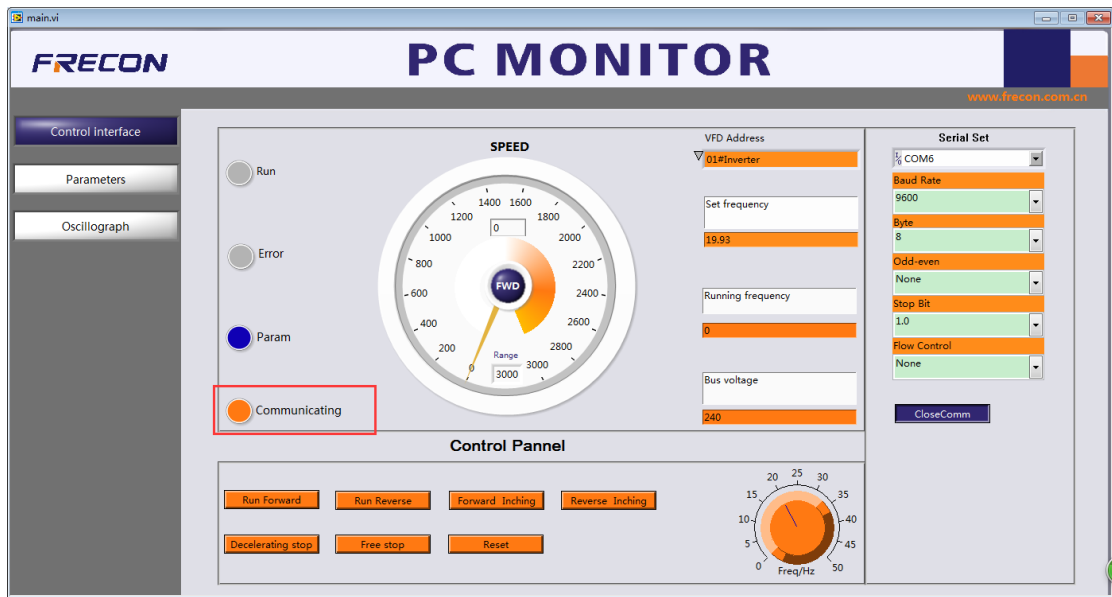 main.vi
FRECON
PC MONITOR
www.frecon.com.cn
Control interface
Parameters
Oscillograph
Run
Error
Param
Communicating
SPEED
0
200
400
600
800
1000
1200
1400
1600
1800
2000
2200
2400
2600
2800
3000
0
FWD
Range
3000
VFD Address
01#Inverter
Set frequency
19.93
Running frequency
0
Bus voltage
240
Serial Set
COM6
Baud Rate
9600
Byte
8
Odd-even
None
Stop Bit
1.0
Flow Control
None
CloseComm
Control Pannel
Run Forward
Run Reverse
Forward Inching
Reverse Inching
Decelerating stop
Free stop
Reset
0
5
10
15
20
25
30
35
40
45
50
Freq/Hz